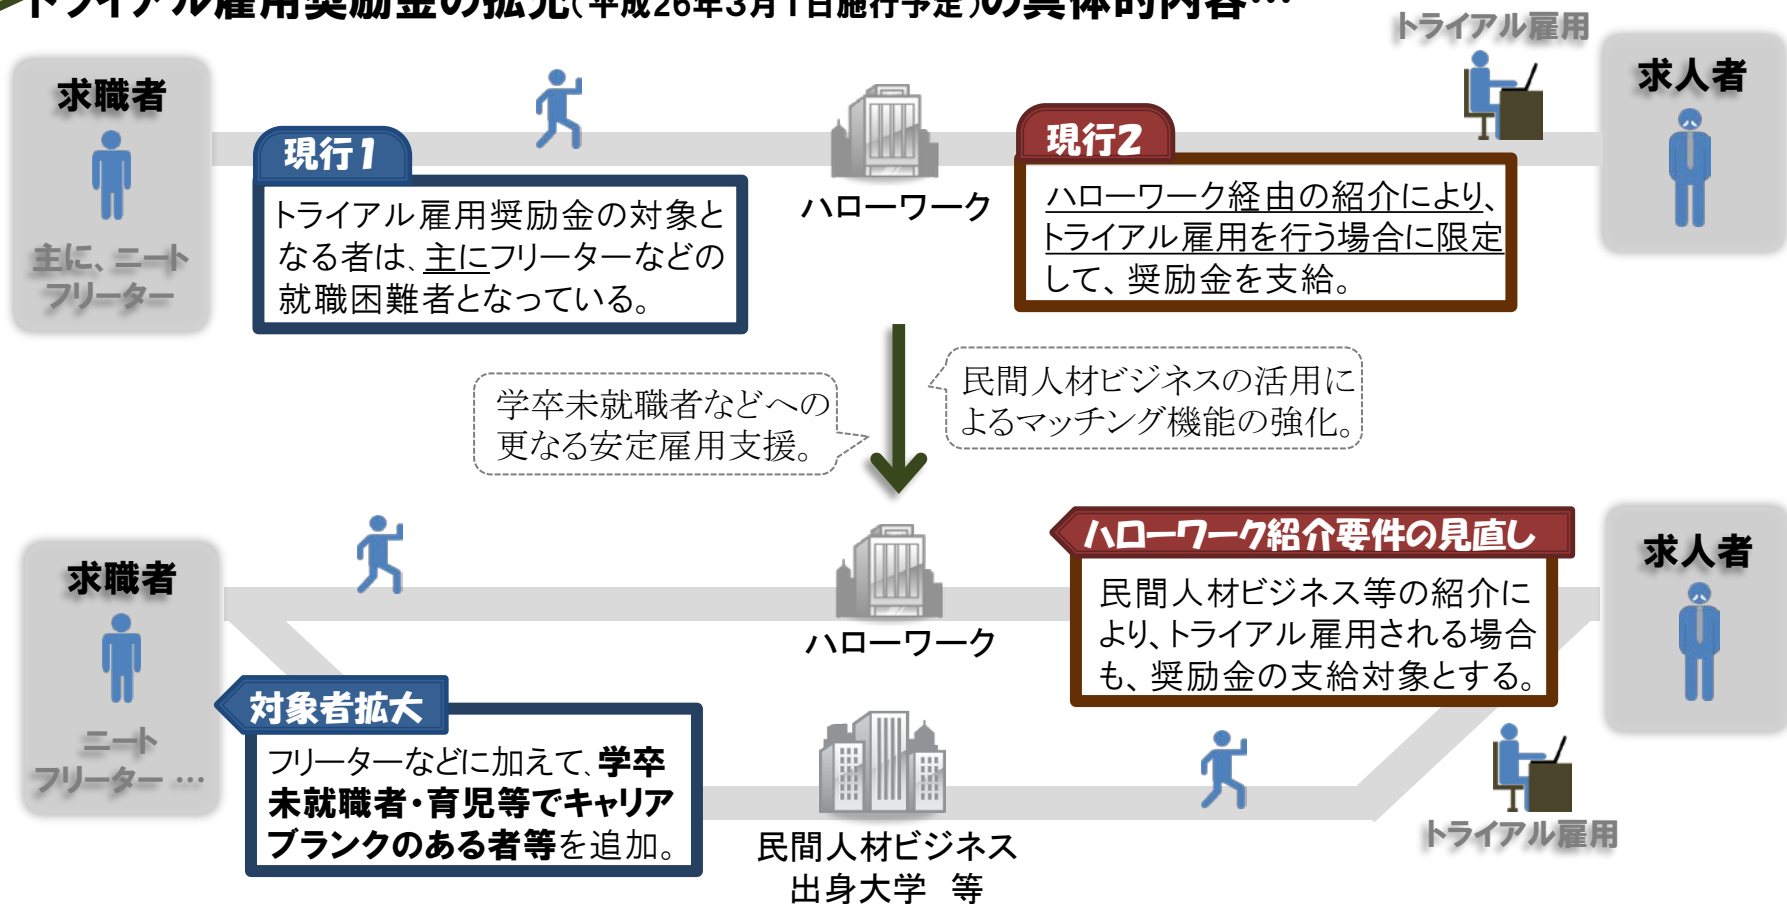 トライアル雇用奨励金の拡充(平成26年3月1日施行予定)の具体的内容…
トライアル雇用
求職者
主に、ニート
フリーター
現行1
トライアル雇用奨励金の対象と
なる者は、主にフリーターなどの
就職困難者となっている。
ハローワーク
現行2
ハローワーク経由の紹介により、
トライアル雇用を行う場合に限定
して、奨励金を支給。
求人者
学卒未就職者などへの
更なる安定雇用支援。
民間人材ビジネスの活用に
よるマッチング機能の強化。
求職者
ニート
フリーター …
対象者拡大
フリーターなどに加えて、学卒
未就職者・育児等でキャリア
ブランクのある者等を追加。
ハローワーク
民間人材ビジネス
出身大学 等
ハローワーク紹介要件の見直し
民間人材ビジネス等の紹介に
より、トライアル雇用される場合
も、奨励金の支給対象とする。
求人者
トライアル雇用